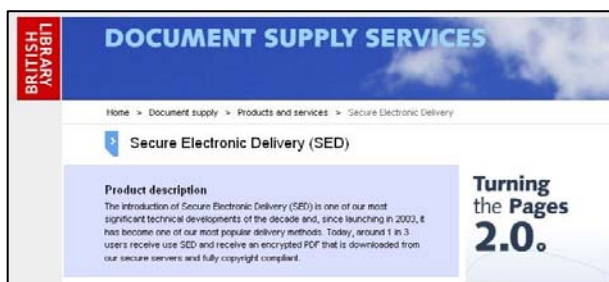 BRITISH
LIBRARY
DOCUMENT SUPPLY SERVICES
Home > Document supply > Products and services > Secure Electronic Delivery
Secure Electronic Delivery (SED)
Product description
The introduction of Secure Electronic Delivery (SED) is one of our most
significant technical developments of the decade and, since launching in 2003, it
has become one of our most popular delivery methods. Today, around 1 in 3
users receive use SED and receive an encrypted PDF that is downloaded from
our secure servers and fully copyright compliant.
Turning
the Pages
2.0.